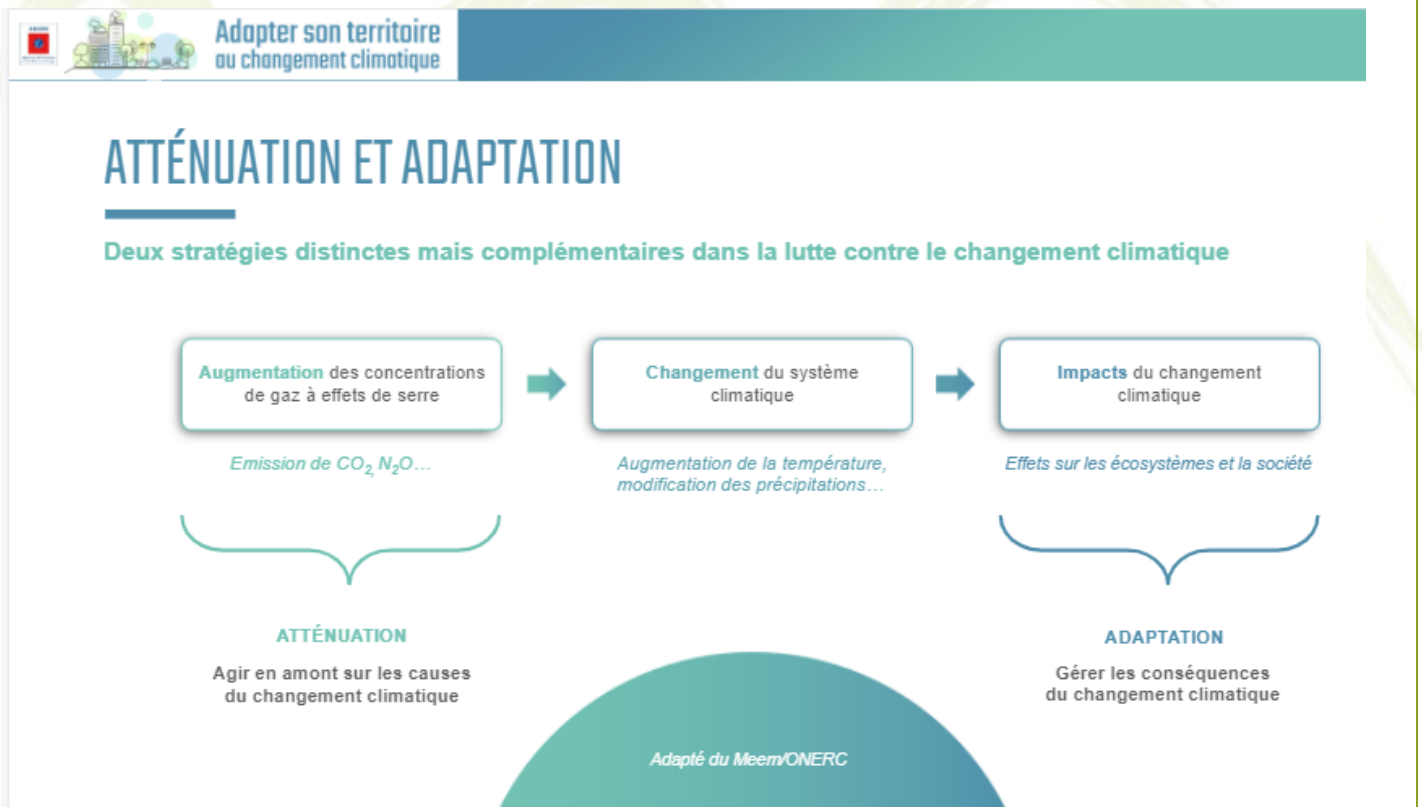 Adapter son territoire
au changement climatique
ATTÉNUATION ET ADAPTATION
Deux stratégies distinctes mais complémentaires dans la lutte contre le changement climatique
Augmentation des concentrations
de gaz à effets de serre
Changement du système
climatique
Impacts du changement
climatique
Emission de CO₂, N₂O…
Augmentation de la température,
modification des précipitations…
Effets sur les écosystèmes et la société
ATTÉNUATION
Agir en amont sur les causes
du changement climatique
ADAPTATION
Gérer les conséquences
du changement climatique
Adapté du Meem/ONERC